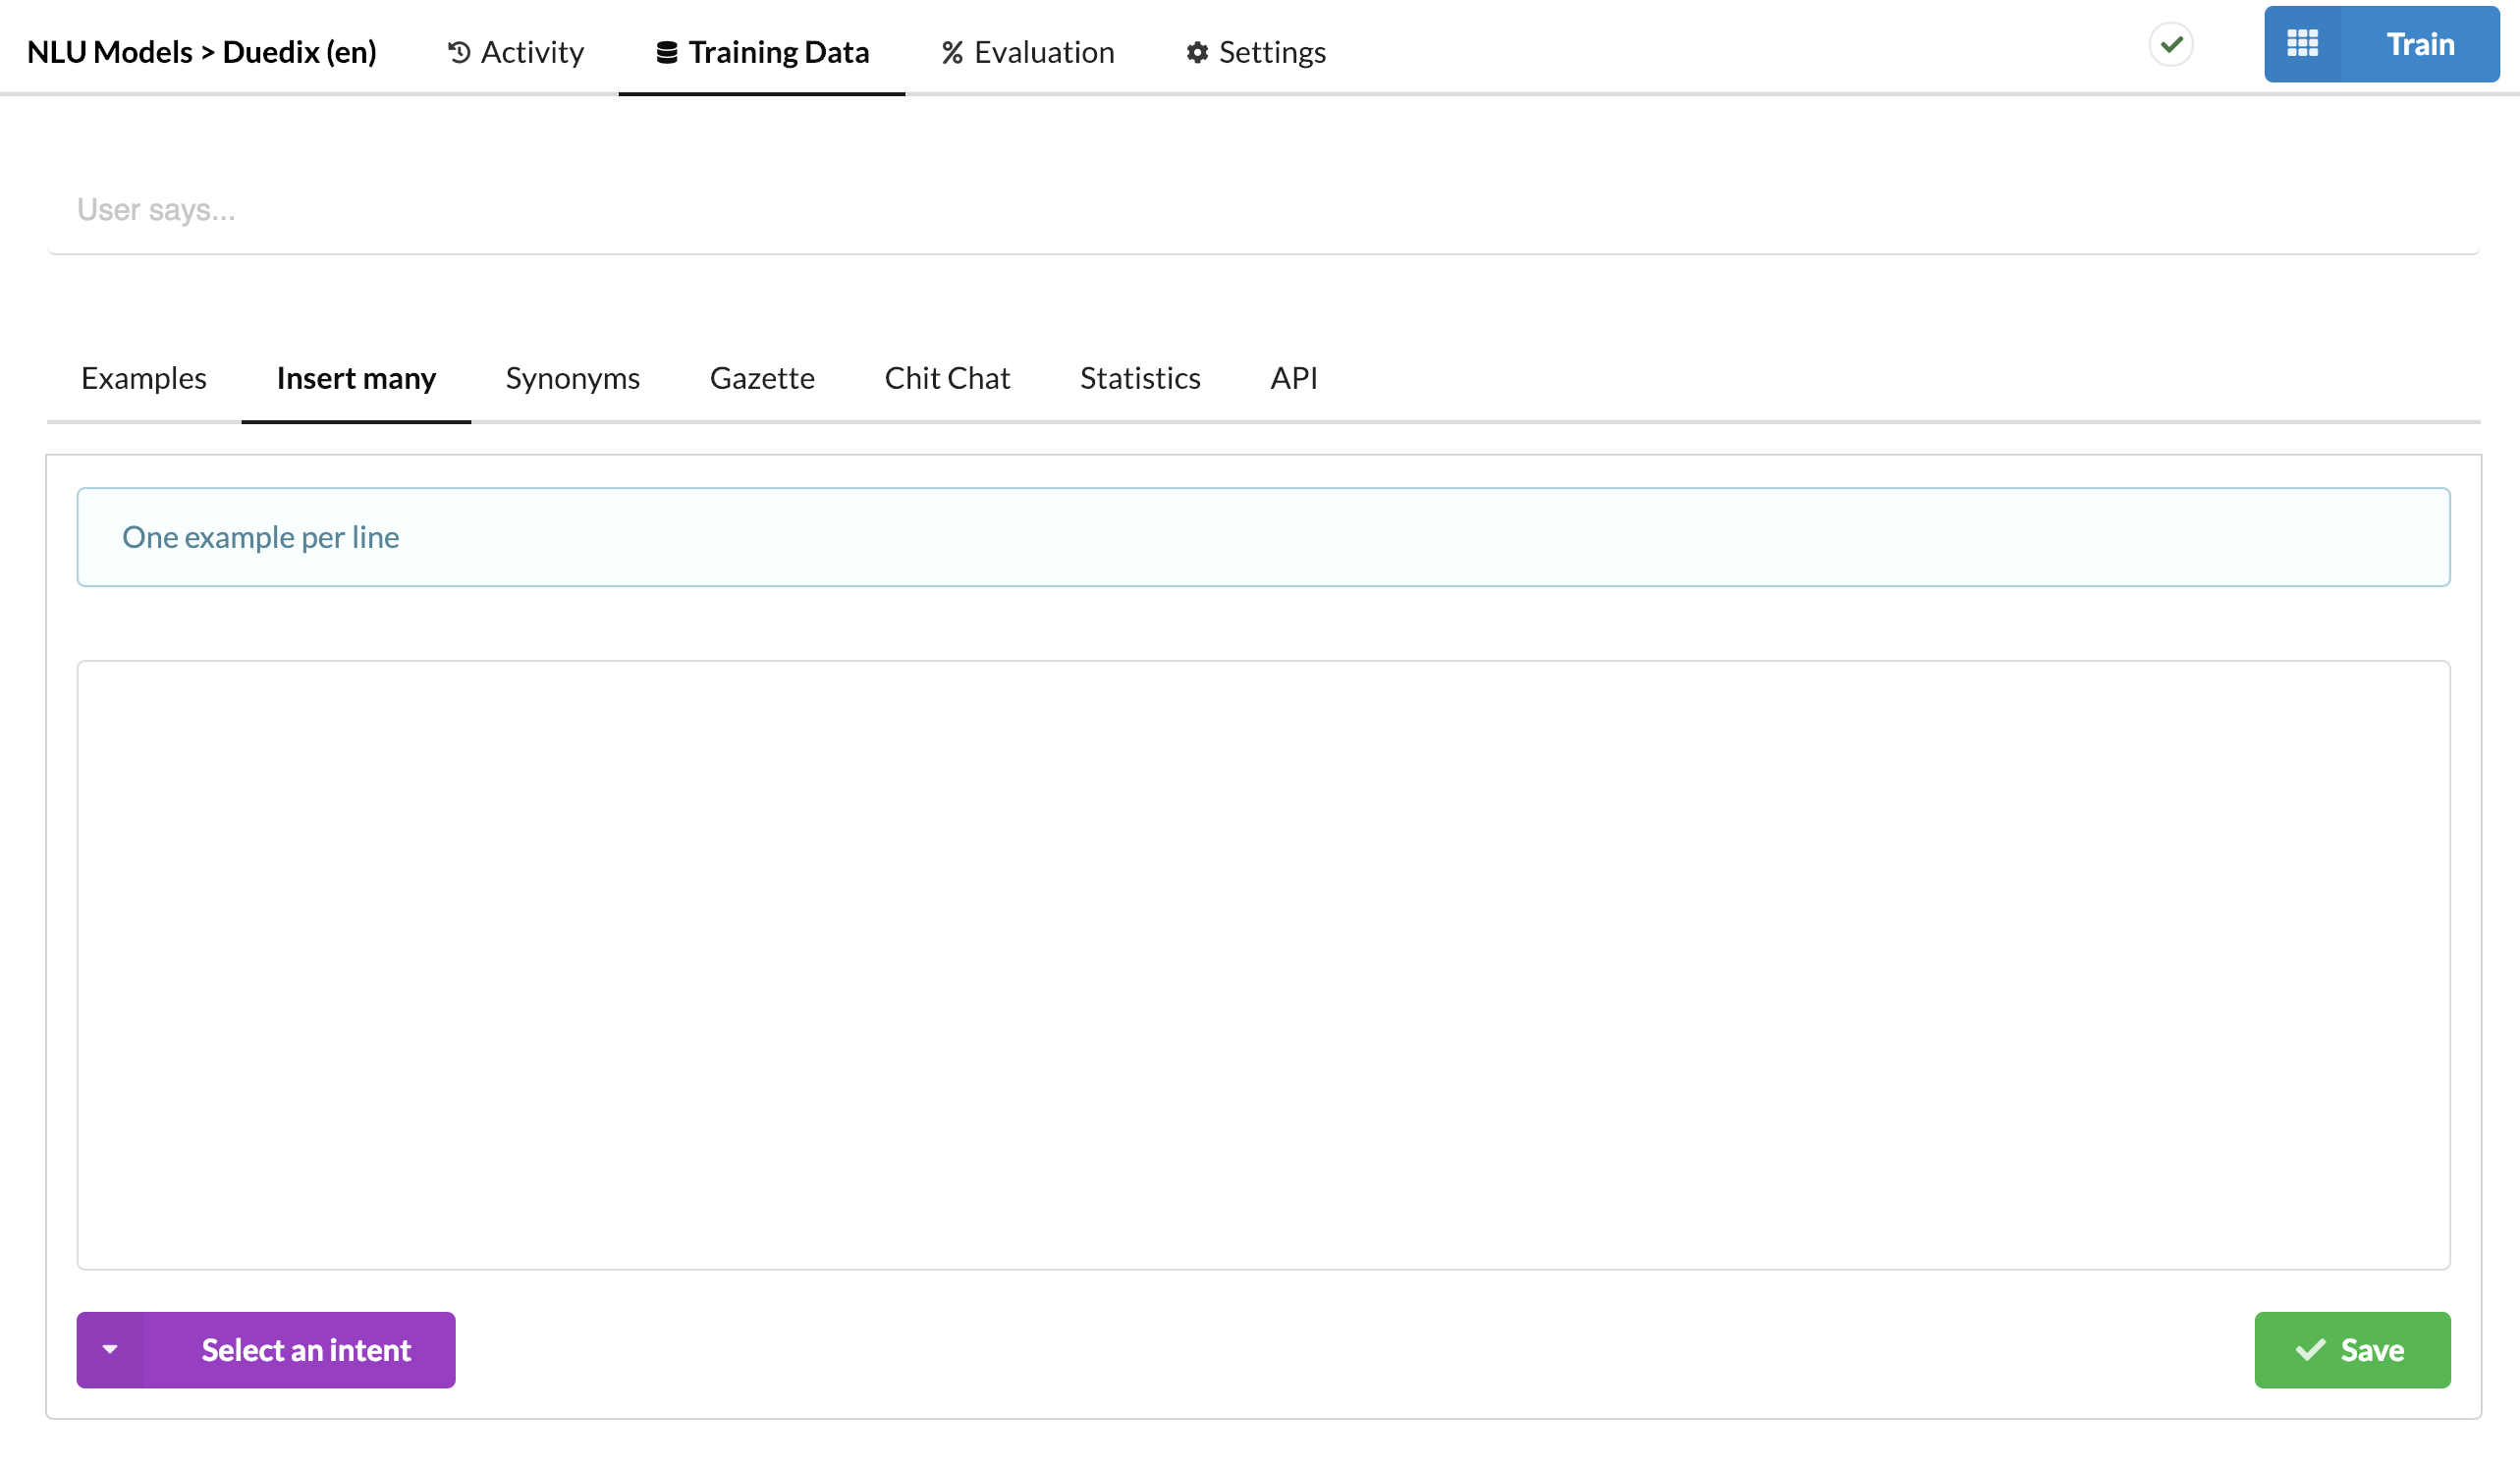 NLU Models > Duedix (en) Activity Training Data % Evaluation Settings Train
User says...
Examples Insert many Synonyms Gazette Chit Chat Statistics API
One example per line
Select an intent Save